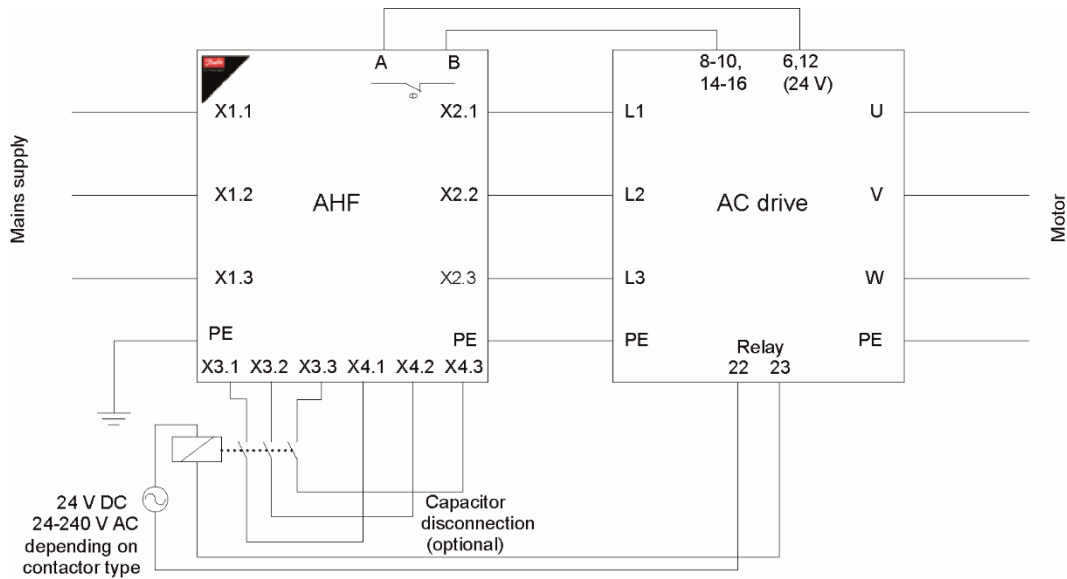 A B
8-10, 6,12
14-16 (24 V)
X1.1 X2.1 L1 U
Mains supply
X1.2 AHF X2.2 L2 AC drive V
Motor
X1.3 X2.3 L3 W
PE PE PE PE
Relay
X3.1 X3.2 X3.3 X4.1 X4.2 X4.3 22 23
θ
24 V DC
24-240 V AC
depending on
contactor type
Capacitor
disconnection
(optional)
Danfoss